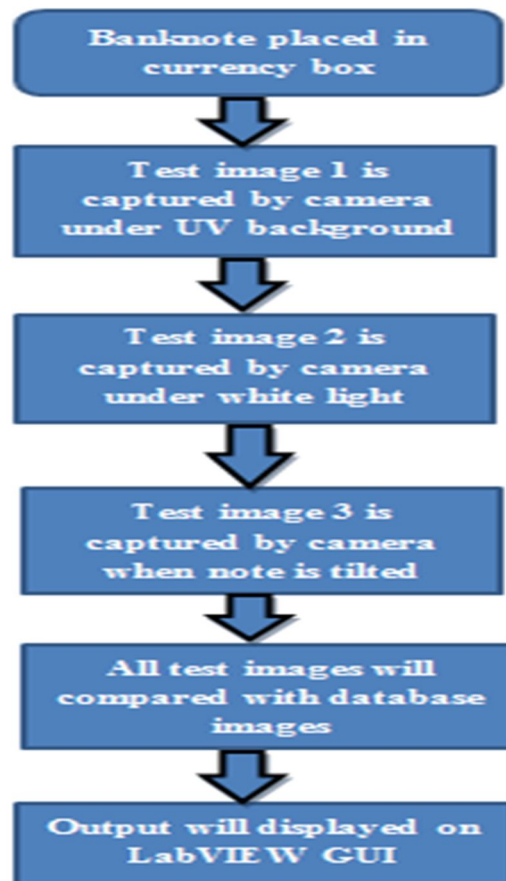 Banknote placed in
currency box
Test image 1 is
captured by camera
under UV background
Test image 2 is
captured by camera
under white light
Test image 3 is
captured by camera
when note is tilted
All test images will
compared with database
images
Output will displayed on
LabVIEW GUI